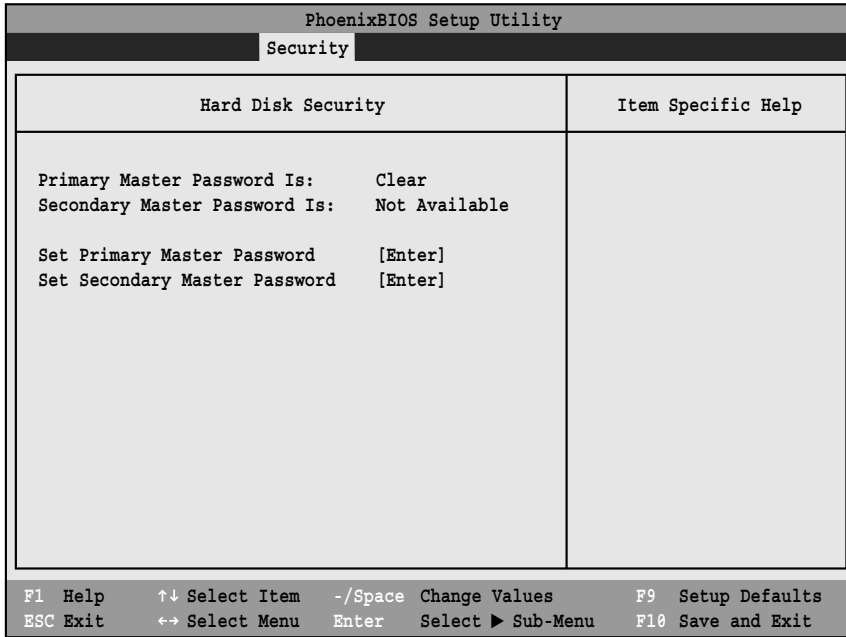 PhoenixBIOS Setup Utility
Security
Hard Disk Security
Item Specific Help
Primary Master Password Is: Clear
Secondary Master Password Is: Not Available
Set Primary Master Password [Enter]
Set Secondary Master Password [Enter]
F1 Help ↑↓ Select Item -/Space Change Values F9 Setup Defaults
ESC Exit ←→ Select Menu Enter Select ▶ Sub-Menu F10 Save and Exit